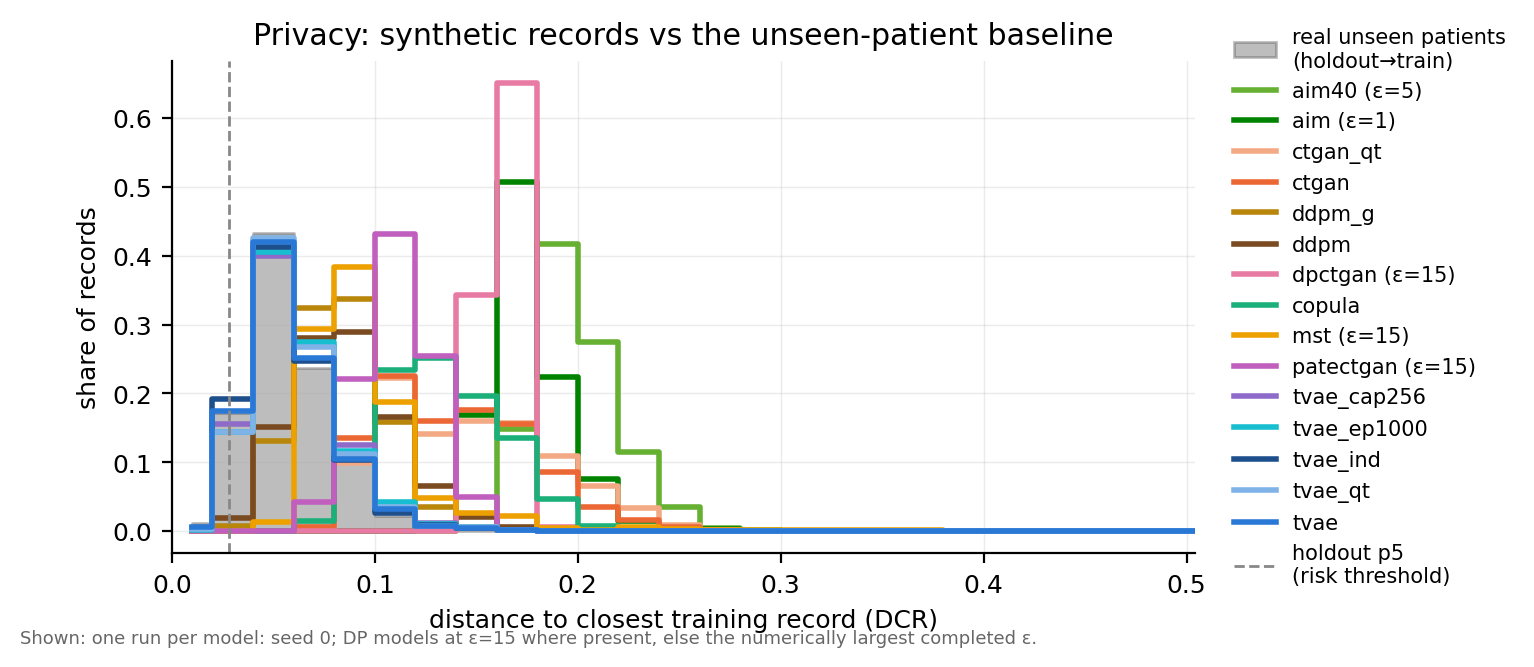 Privacy: synthetic records vs the unseen-patient baseline
share of records
0.6
0.5
0.4
0.3
0.2
0.1
0.0
0.0
0.1
0.2
0.3
0.4
0.5
distance to closest training record (DCR)
real unseen patients
(holdout→train)
aim40 (ε=5)
aim (ε=1)
ctgan_qt
ctgan
ddpm_g
ddpm
dpctgan (ε=15)
copula
mst (ε=15)
patectgan (ε=15)
tvae_cap256
tvae_ep1000
tvae_ind
tvae_qt
tvae
holdout p5
(risk threshold)
Shown: one run per model: seed 0; DP models at ε=15 where present, else the numerically largest completed ε.